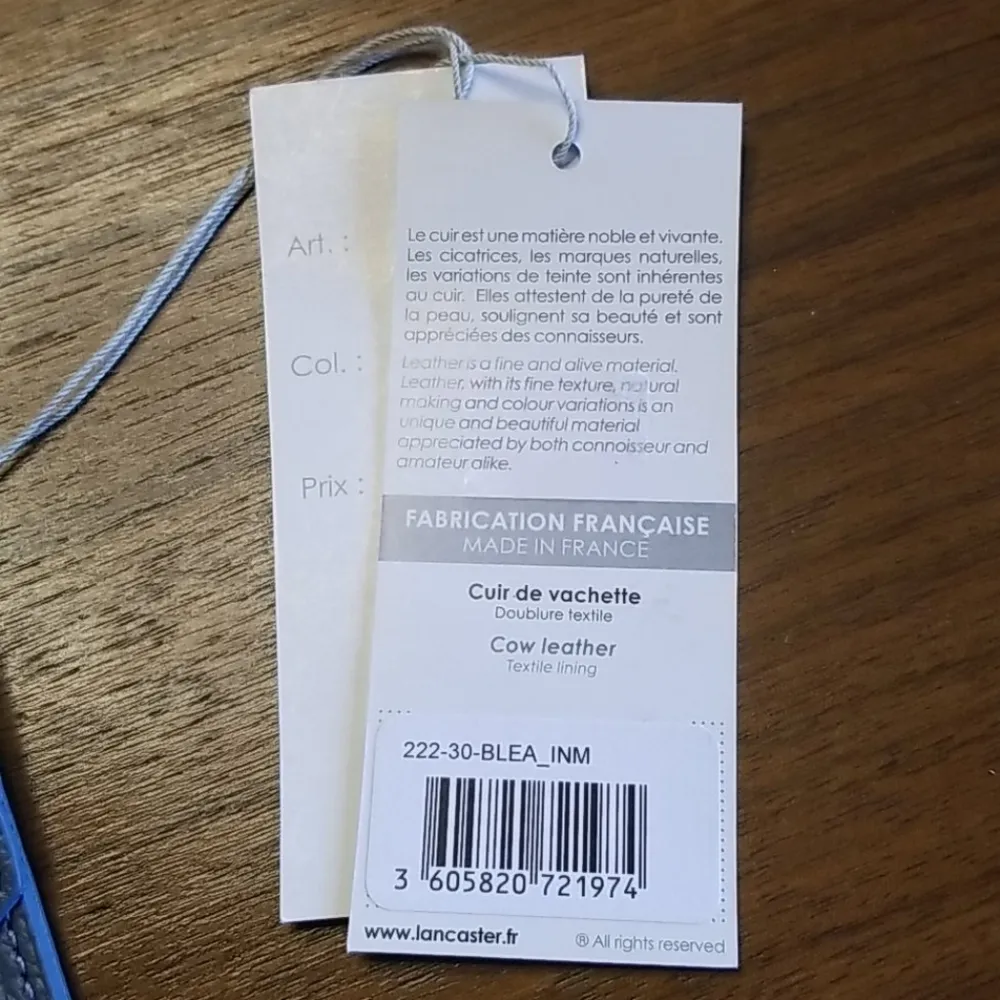 Art. :
Col. :
Prix :
Le cuir est une matière noble et vivante.
Les cicatrices, les marques naturelles,
les variations de teinte sont inhérentes
au cuir. Elles attestent de la pureté de
la peau, soulignent sa beauté et sont
appréciées des connaisseurs.
Leather is a fine and alive material.
Leather, with its fine texture, natural
making and colour variations is an
unique and beautiful material
appreciated by both connoisseur and
amateur alike.
FABRICATION FRANÇAISE
MADE IN FRANCE
Cuir de vachette
Doublure textile
Cow leather
Textile lining
222-30-BLEA_INM
3 605820 721974
www.lancaster.fr
® All rights reserved